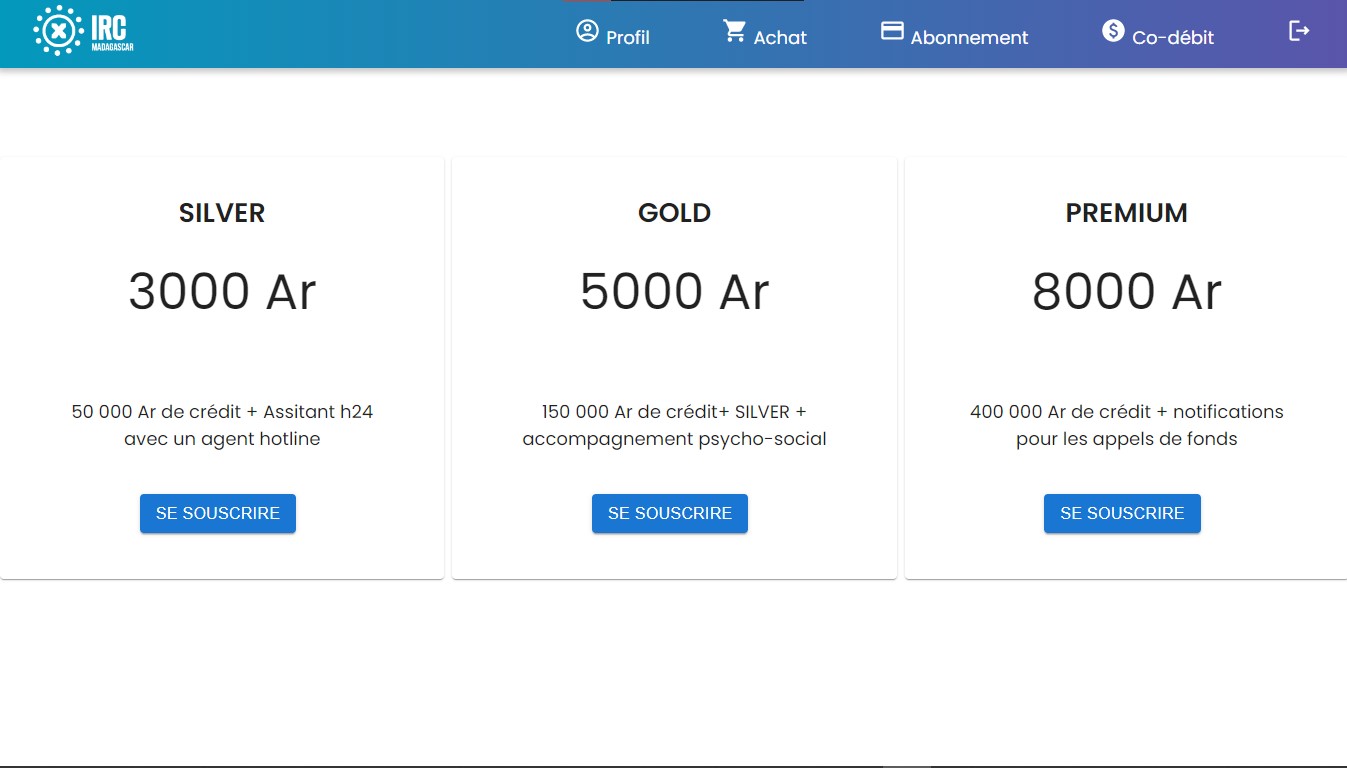 IRC
MADAGASCAR
Profil
Achat
Abonnement
Co-débit
SILVER
3000 Ar
50 000 Ar de crédit + Assitant h24
avec un agent hotline
SE SOUSCRIRE
GOLD
5000 Ar
150 000 Ar de crédit+ SILVER +
accompagnement psycho-social
SE SOUSCRIRE
PREMIUM
8000 Ar
400 000 Ar de crédit + notifications
pour les appels de fonds
SE SOUSCRIRE